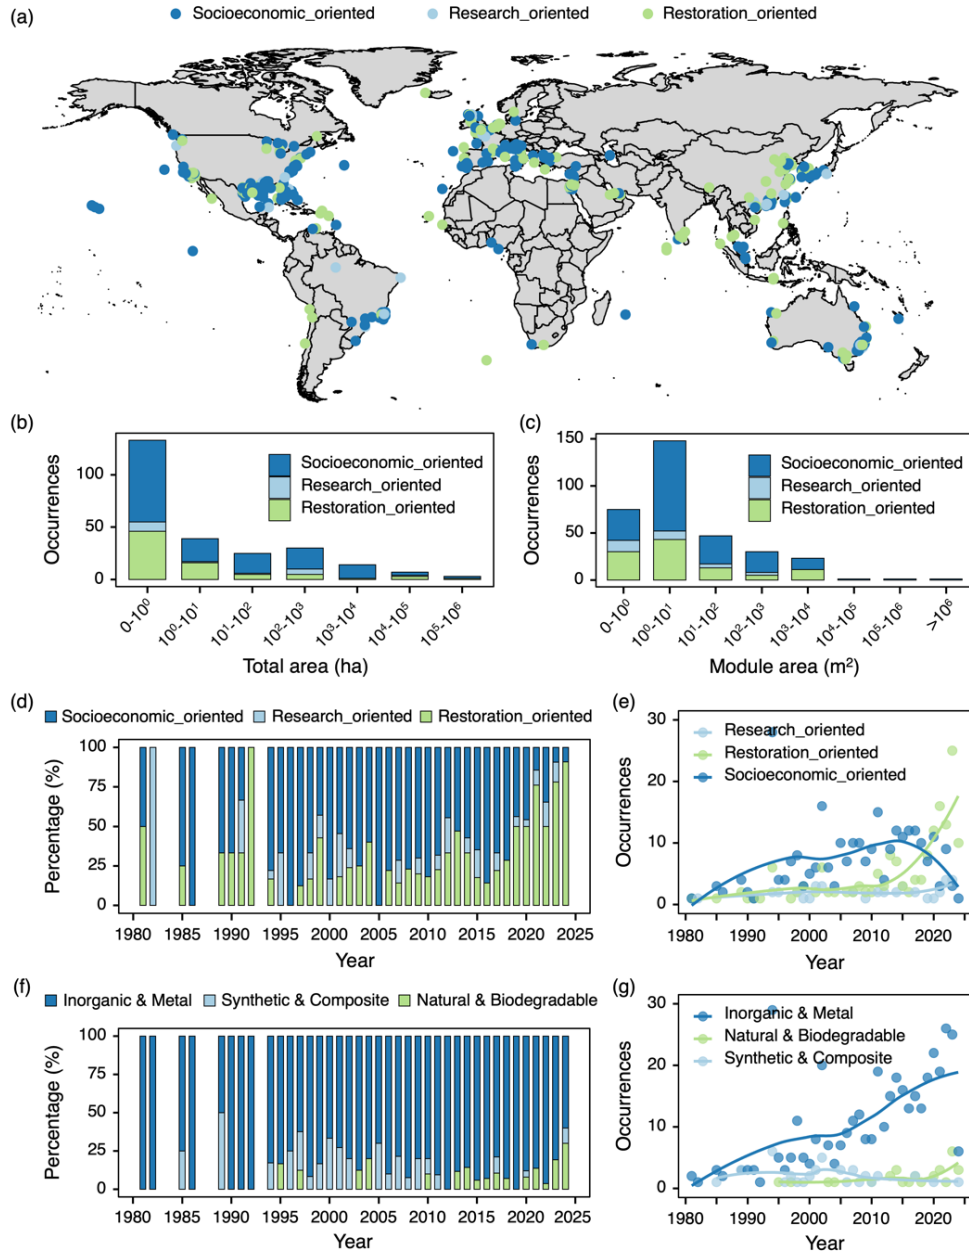 (a) Socioeconomic_oriented Research_oriented Restoration_oriented
(b)
Occurrences
100
50
0
Socioeconomic_oriented
Research_oriented
Restoration_oriented
0-10⁰ 10⁰-10¹ 10¹-10² 10²-10³ 10³-10⁴ 10⁴-10⁵ 10⁵-10⁶
Total area (ha)
(c)
Occurrences
150
100
50
0
Socioeconomic_oriented
Research_oriented
Restoration_oriented
0-10⁰ 10⁰-10¹ 10¹-10² 10²-10³ 10³-10⁴ 10⁴-10⁵ 10⁵-10⁶ >10⁶
Module area (m²)
(d)
Socioeconomic_oriented Research_oriented Restoration_oriented
Percentage (%)
100
75
50
25
0
1980 1985 1990 1995 2000 2005 2010 2015 2020 2025
Year
(e)
Occurrences
30
20
10
0
Research_oriented
Restoration_oriented
Socioeconomic_oriented
1980 1990 2000 2010 2020
Year
(f)
Inorganic & Metal Synthetic & Composite Natural & Biodegradable
Percentage (%)
100
75
50
25
0
1980 1985 1990 1995 2000 2005 2010 2015 2020 2025
Year
(g)
Occurrences
30
20
10
0
Inorganic & Metal
Natural & Biodegradable
Synthetic & Composite
1980 1990 2000 2010 2020
Year